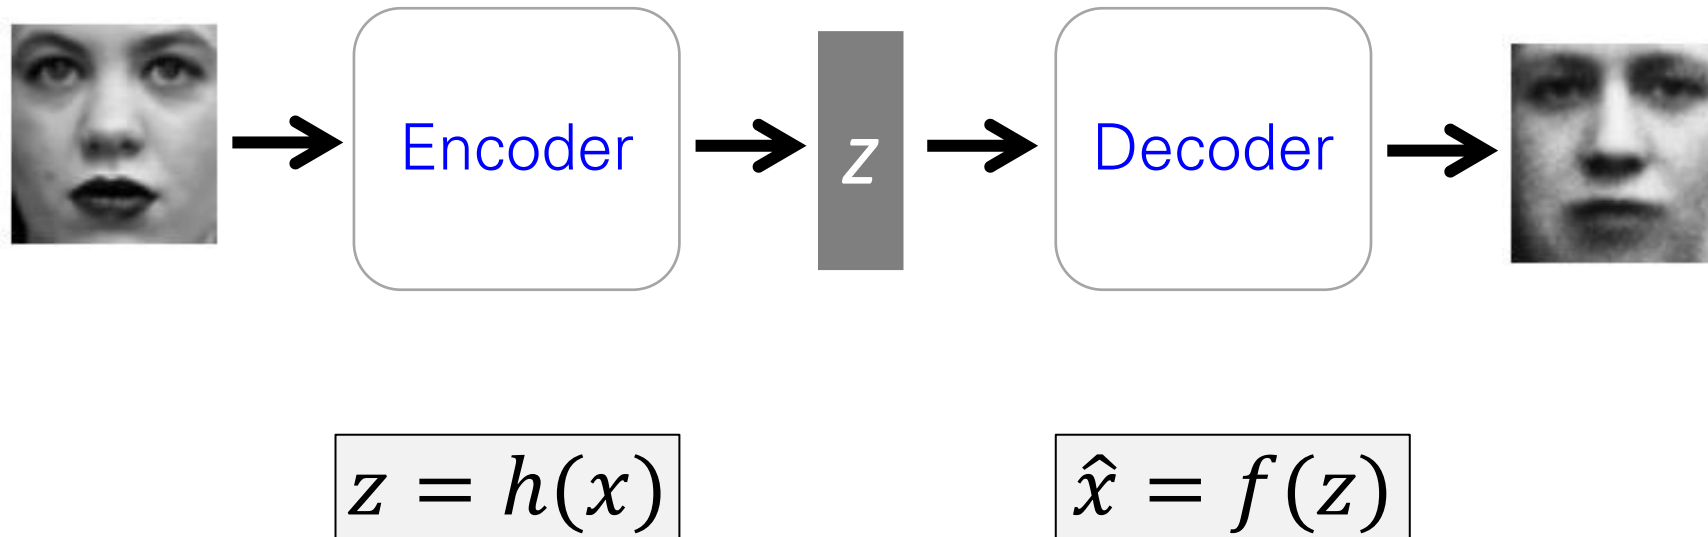 Encoder
z
Decoder
z = h(x)
x̂ = f(z)